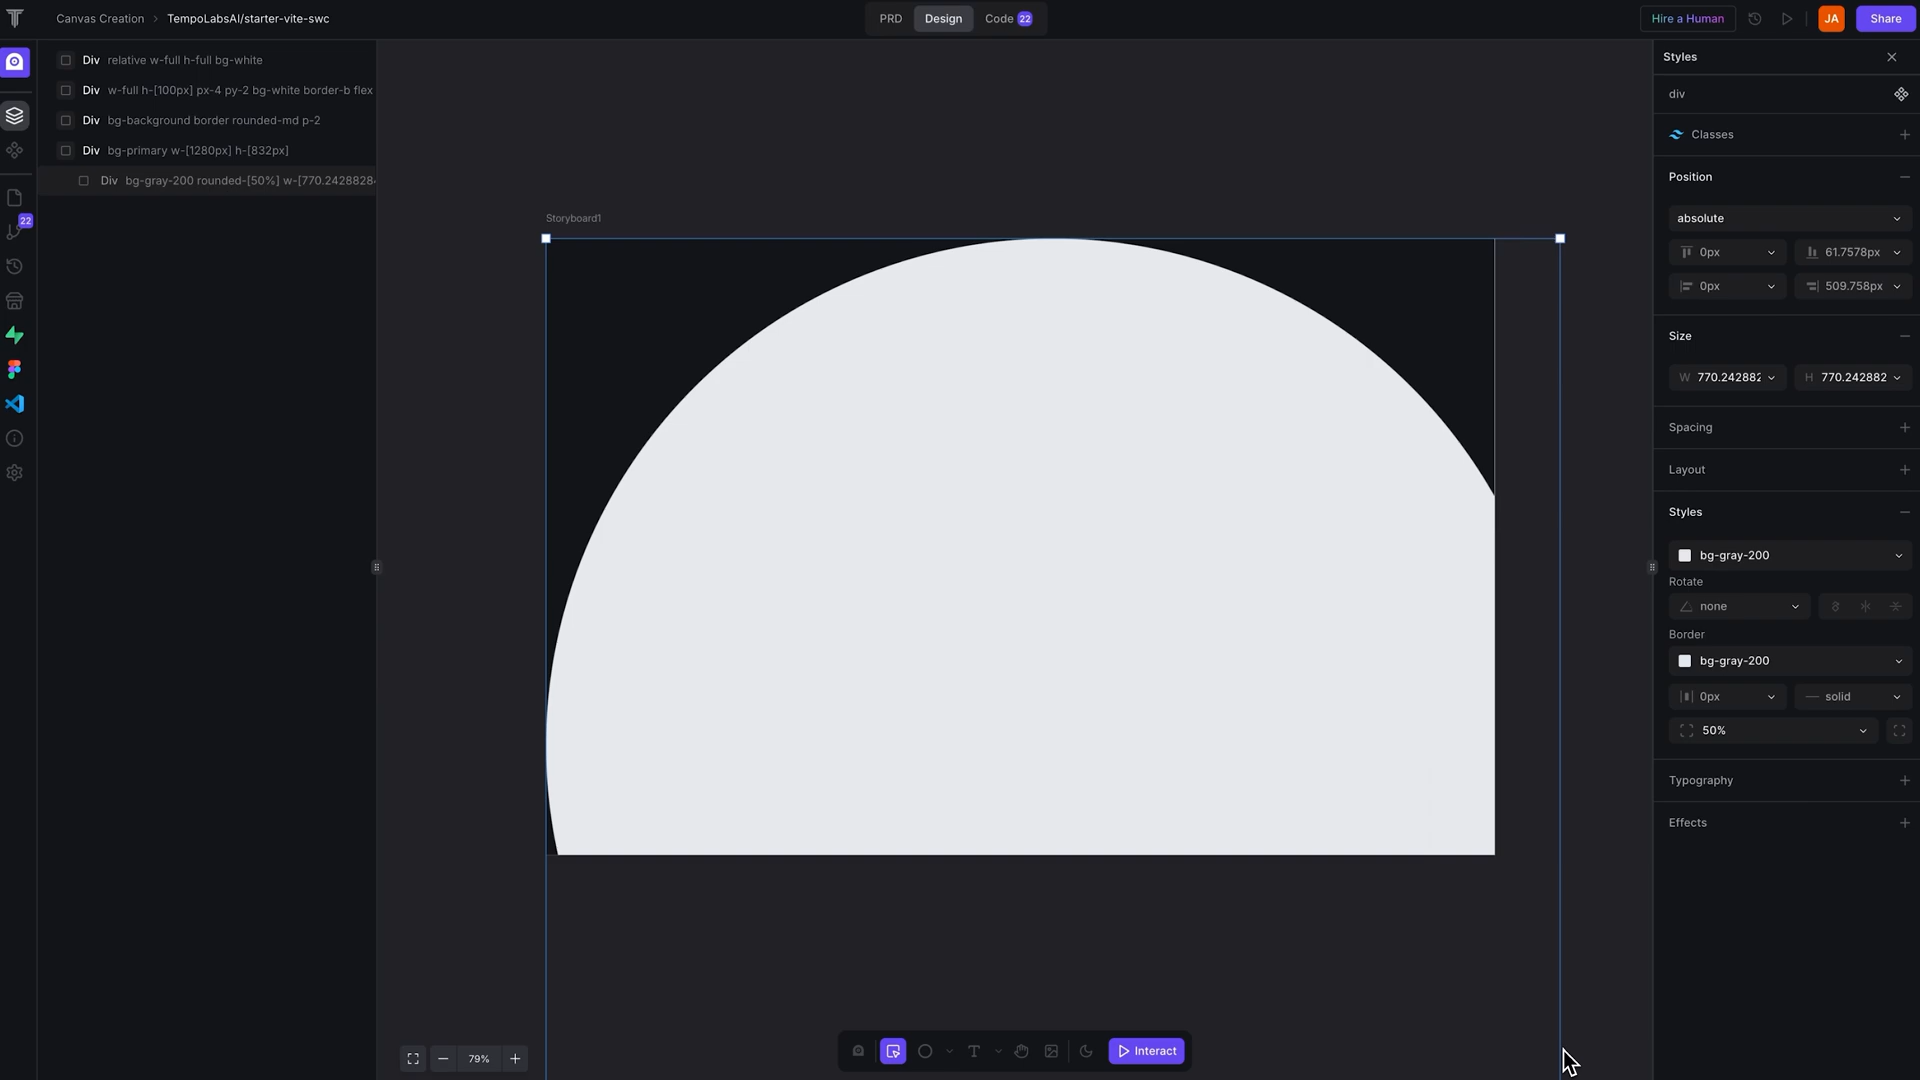 Canvas Creation > TempoLabsAI/starter-vite-swc
PRD Design Code 22
Hire a Human JA Share
Div relative w-full h-full bg-white
Div w-full h-[100px] px-4 py-2 bg-white border-b flex
Div bg-background border rounded-md p-2
Div bg-primary w-[1280px] h-[832px]
Div bg-gray-200 rounded-[50%] w-[770.2428828
22
Storyboard1
79%
T
Interact
Styles
div
Classes
Position
absolute
0px 61.7578px
0px 509.758px
Size
W 770.242882 H 770.242882
Spacing
Layout
Styles
bg-gray-200
Rotate
none
Border
bg-gray-200
0px solid
50%
Typography
Effects